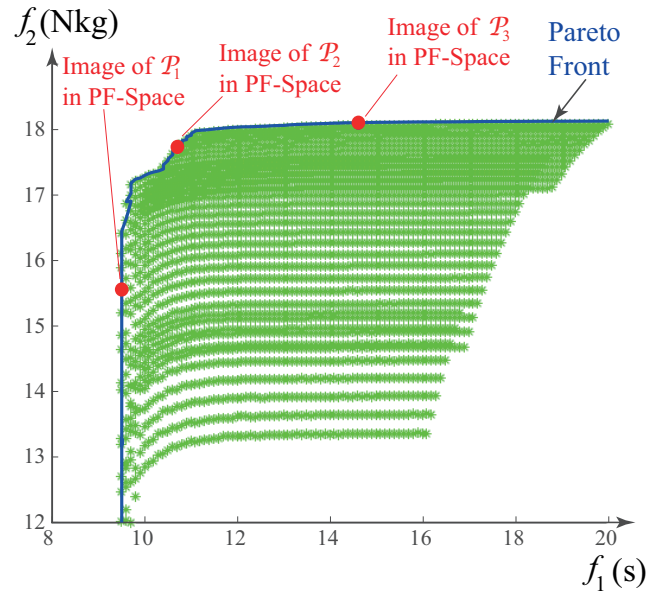 f₂(Nkg)
Image of 𝒫₁
in PF-Space
Image of 𝒫₂
in PF-Space
Image of 𝒫₃
in PF-Space
Pareto
Front
18
17
16
15
14
13
12
8
10
12
14
16
18
20
f₁(s)